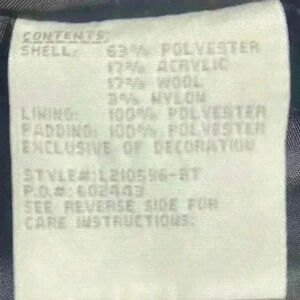 CONTENTS:
SHELL: 63% POLYESTER
17% ACRYLIC
17% WOOL
3% NYLON
LINING: 100% POLYESTER
PADDING: 100% POLYESTER
EXCLUSIVE OF DECORATION
STYLE#:L210596-BT
P.O.#: 602443
SEE REVERSE SIDE FOR
CARE INSTRUCTIONS.